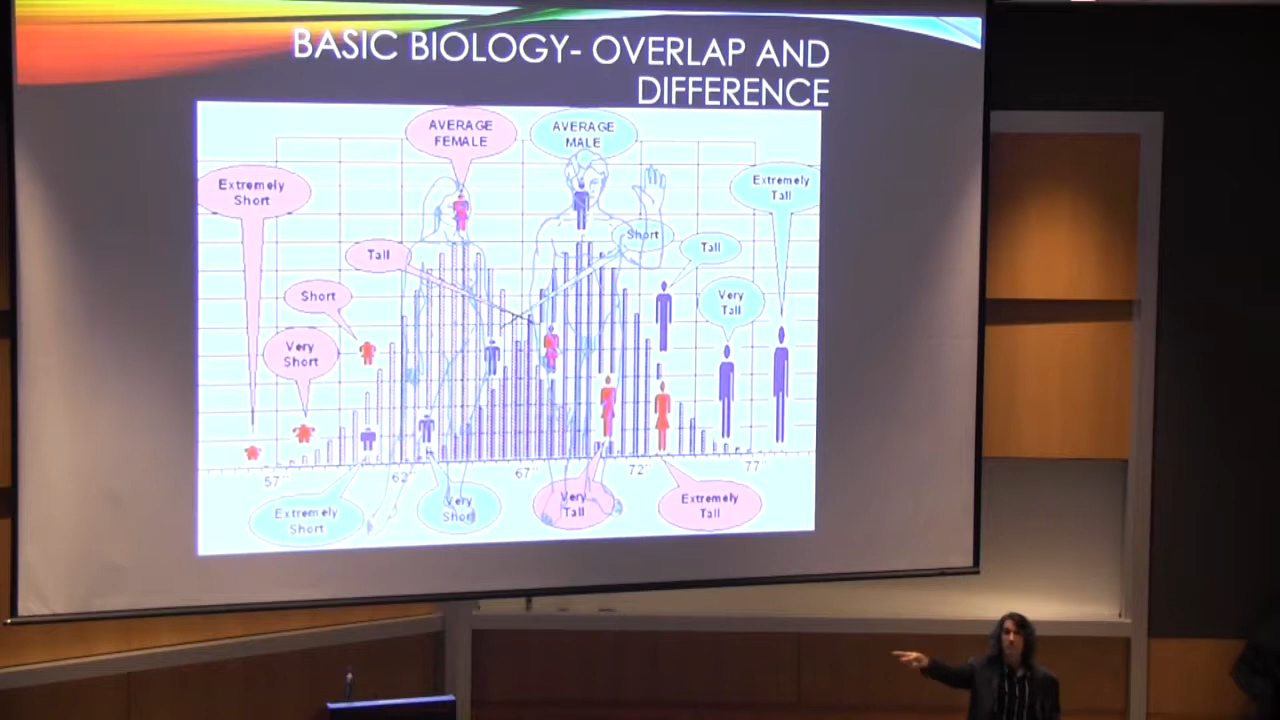 BASIC BIOLOGY- OVERLAP AND
DIFFERENCE
AVERAGE
FEMALE
AVERAGE
MALE
Extremely
Short
Extremely
Tall
Short
Tall
Tall
Short
Very
Tall
Very
Short
57"
62"
67"
72"
77"
Extremely
Short
Very
Short
Very
Tall
Extremely
Tall